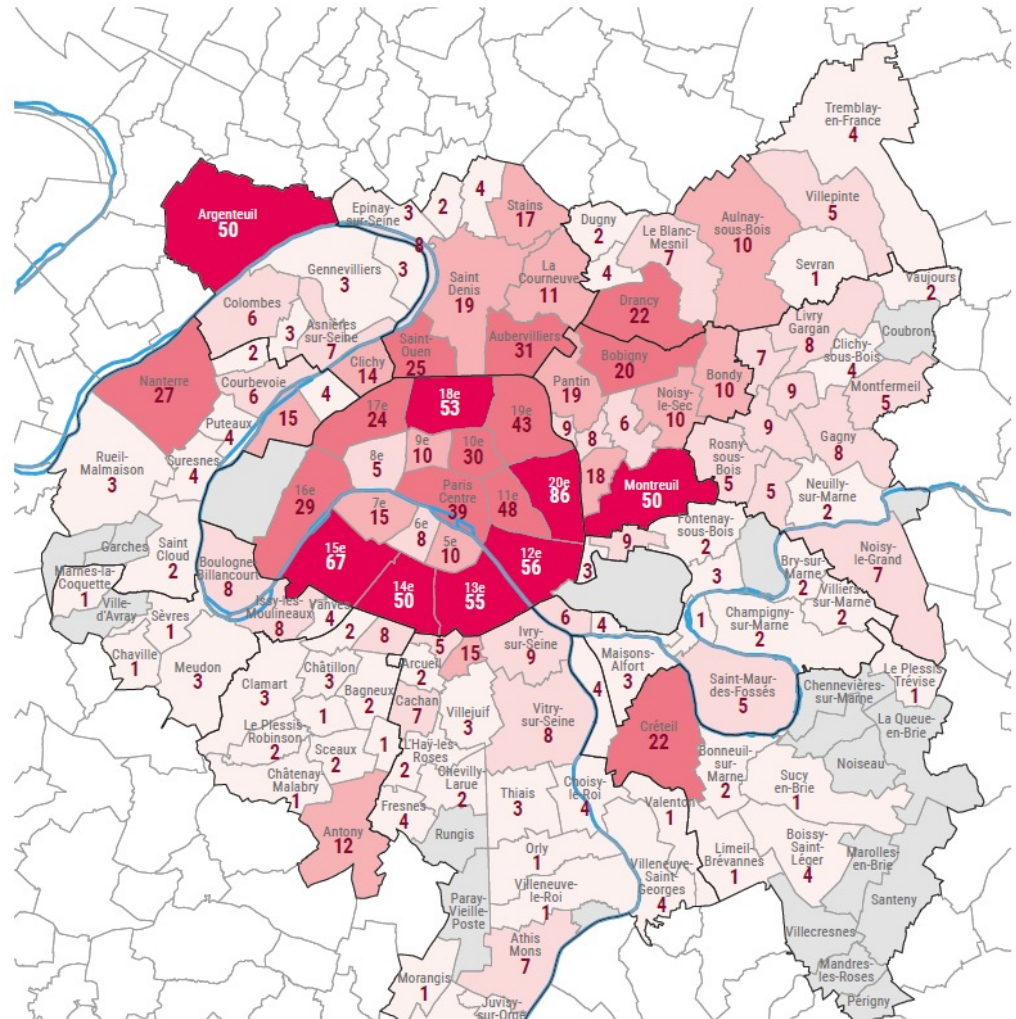 Tremblay-
en-France
4
Villepinte
5
Aulnay-
sous-Bois
10
Sevran
1
Vaujours
2
Argenteuil
50
Epinay-
sur-Seine
3
8
2
4
Stains
17
Dugny
2
Le Blanc-
Mesnil
7
4
Gennevilliers
3
3
Saint
Denis
19
La
Courneuve
11
Drancy
22
Livry
Gargan
8
Coubron
Clichy-
sous-Bois
4
Montfermeil
5
Colombes
6
3
2
Asnières
sur-Seine
7
Saint-
Ouen
25
Aubervilliers
31
Bobigny
20
Bondy
10
7
9
Nanterre
27
Courbevoie
6
Clichy
14
4
15
Puteaux
4
Suresnes
4
17e
24
18e
53
19e
43
Pantin
19
9
8
6
Noisy-
le-Sec
10
9
Gagny
8
Rosny-
sous-
Bois
5
5
Neuilly-
sur-Marne
2
Rueil-
Malmaison
3
8e
5
9e
10
10e
30
16e
29
7e
15
Paris
Centre
39
11e
48
20e
86
18
Montreuil
50
6e
8
5e
10
15e
67
14e
50
13e
55
12e
56
9
3
Fontenay-
sous-Bois
2
3
Noisy-
le-Grand
7
Bry-sur-
Marne
2
Villiers-
sur-Marne
2
Garches
Saint
Cloud
2
Marnes-la-
Coquette
1
Ville-
d'Avray
Sèvres
1
Boulogne
Billancourt
8
Issy-les-
Moulineaux
8
Vanves
4
2
8
5
15
Ivry-
sur-Seine
9
6
4
1
Champigny-
sur-Marne
2
Chaville
1
Meudon
3
Clamart
3
Châtillon
3
1
Bagneux
2
Arcueil
2
Cachan
7
Villejuif
3
Vitry-
sur-Seine
8
4
Maisons-
Alfort
3
Saint-Maur-
des-Fossés
5
Chennevières-
sur-Marne
Le Plessis
Trévise
1
La Queue-
en-Brie
Le Plessis-
Robinson
2
Sceaux
2
1
L'Haÿ-les-
Roses
2
Chevilly-
Larue
2
Créteil
22
Bonneuil-
sur-
Marne
2
Noiseau
Sucy
en-Brie
1
Châtenay-
Malabry
1
Antony
12
Fresnes
4
Rungis
Thiais
3
Choisy-
le-Roi
4
Valenton
1
Limeil-
Brévannes
1
Boissy-
Saint-
Léger
4
Marolles-
en-Brie
Orly
1
Villeneuve-
Saint-
Georges
4
Santeny
Villeneuve-
le-Roi
1
Paray-
Vieille-
Poste
Athis
Mons
7
Villecresnes
Mandres-
les-Roses
Périgny
Morangis
1
Juvisy-
sur-Orge